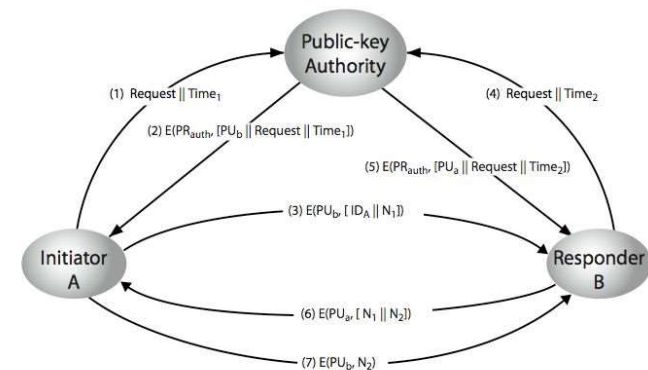 Public-key
Authority
(1) Request || Time₁
(4) Request || Time₂
(2) E(PRauth, [PUb || Request || Time₁])
(5) E(PRauth, [PUa || Request || Time₂])
(3) E(PUb, [ IDA || N₁])
Initiator
A
Responder
B
(6) E(PUa, [ N₁ || N₂])
(7) E(PUb, N₂)